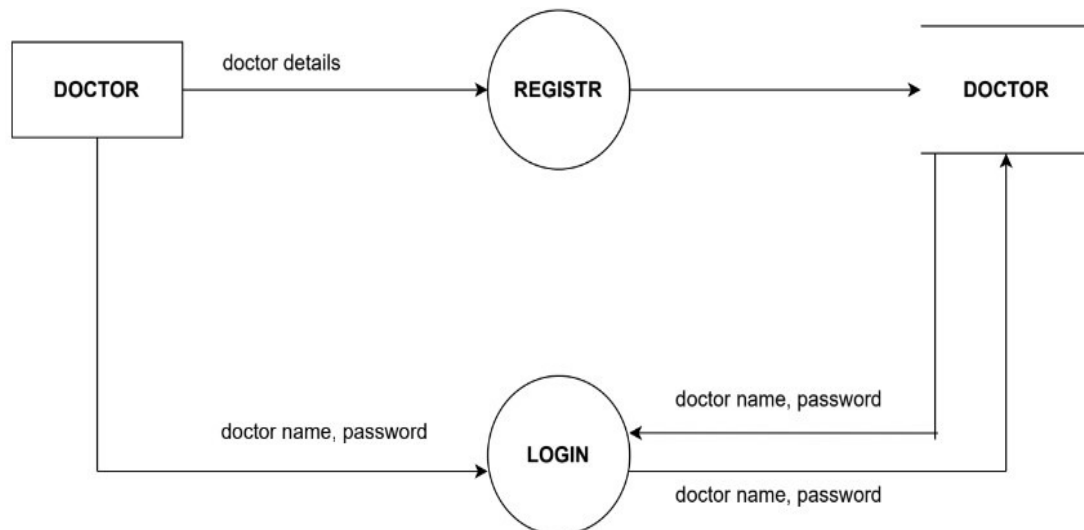 doctor details
DOCTOR
REGISTR
DOCTOR
doctor name, password
doctor name, password
LOGIN
doctor name, password